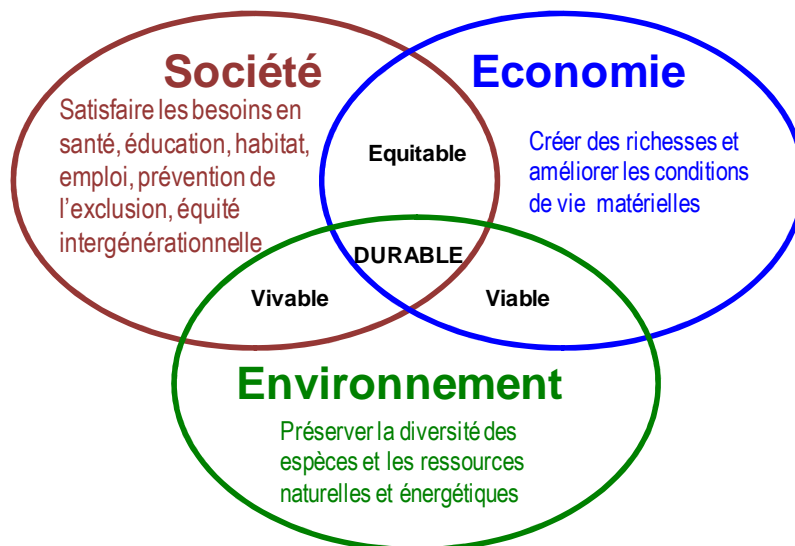 Société
Satisfaire les besoins en
santé, éducation, habitat,
emploi, prévention de
l'exclusion, équité
intergénérationnelle
Economie
Créer des richesses et
améliorer les conditions
de vie matérielles
Equitable
DURABLE
Vivable
Viable
Environnement
Préserver la diversité des
espèces et les ressources
naturelles et énergétiques